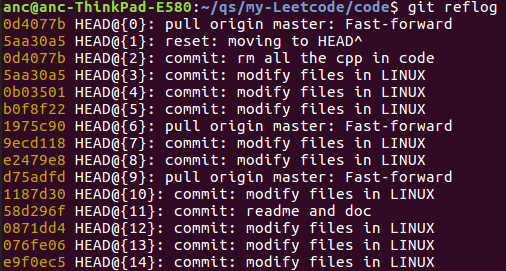 anc@anc-ThinkPad-E580:~/qs/my-Leetcode/code$ git reflog
0d4077b HEAD@{0}: pull origin master: Fast-forward
5aa30a5 HEAD@{1}: reset: moving to HEAD^
0d4077b HEAD@{2}: commit: rm all the cpp in code
5aa30a5 HEAD@{3}: commit: modify files in LINUX
0b03501 HEAD@{4}: commit: modify files in LINUX
b0f8f22 HEAD@{5}: commit: modify files in LINUX
1975c90 HEAD@{6}: pull origin master: Fast-forward
9ecd118 HEAD@{7}: commit: modify files in LINUX
e2479e8 HEAD@{8}: commit: modify files in LINUX
d75adfd HEAD@{9}: pull origin master: Fast-forward
1187d30 HEAD@{10}: commit: modify files in LINUX
58d296f HEAD@{11}: commit: readme and doc
0871dd4 HEAD@{12}: commit: modify files in LINUX
076fe06 HEAD@{13}: commit: modify files in LINUX
e9f0ec5 HEAD@{14}: commit: modify files in LINUX